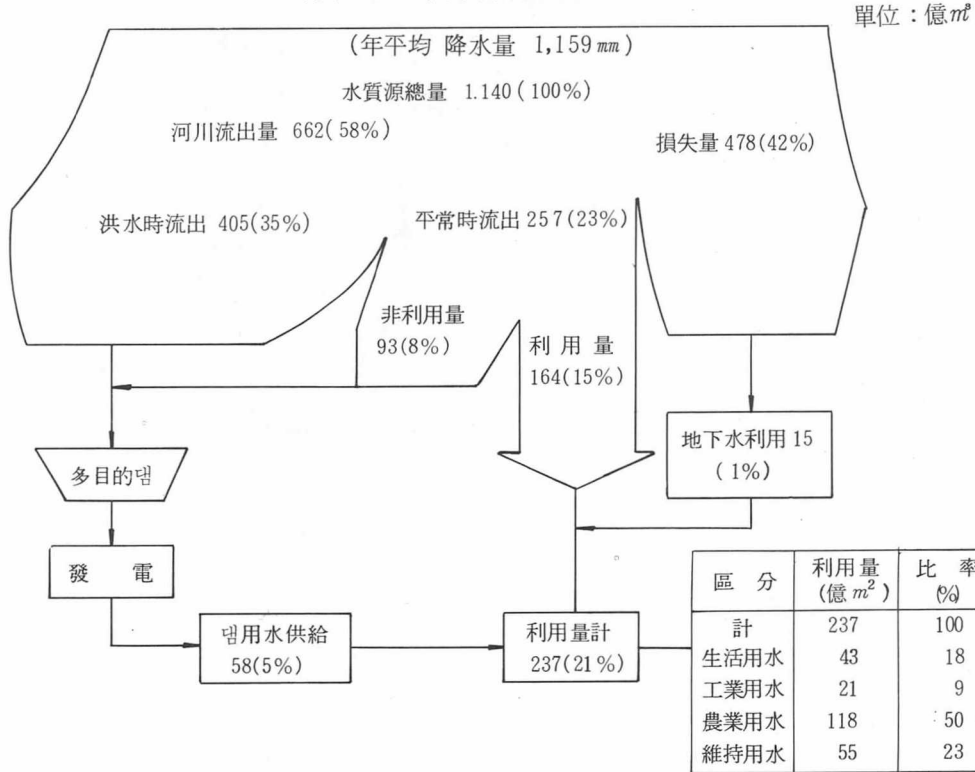 單位 : 億㎥
(年平均 降水量 1,159 ㎜)
水質源總量 1.140 (100%)
河川流出量 662(58%)
損失量 478(42%)
洪水時流出 405(35%)
平常時流出 257(23%)
非利用量
93(8%)
利用量
164(15%)
地下水利用 15
(1%)
多目的댐
發 電
댐用水供給
58(5%)
利用量計
237(21%)
區 分 利用量 比 率
(億 m²) (%)
計 237 100
生活用水 43 18
工業用水 21 9
農業用水 118 50
維持用水 55 23